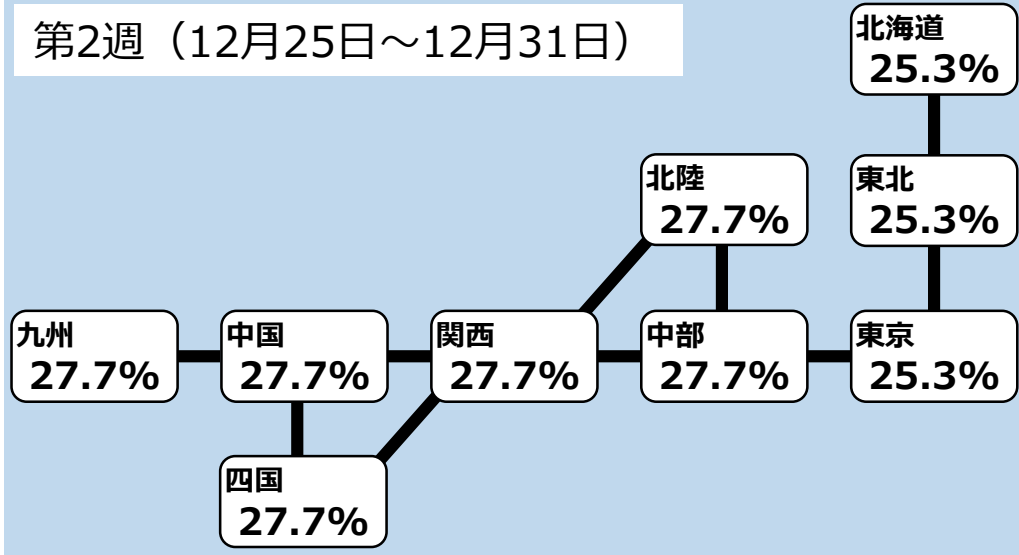 第2週（12月25日～12月31日）
北海道
25.3%
北陸
27.7%
東北
25.3%
九州
27.7%
中国
27.7%
関西
27.7%
中部
27.7%
東京
25.3%
四国
27.7%